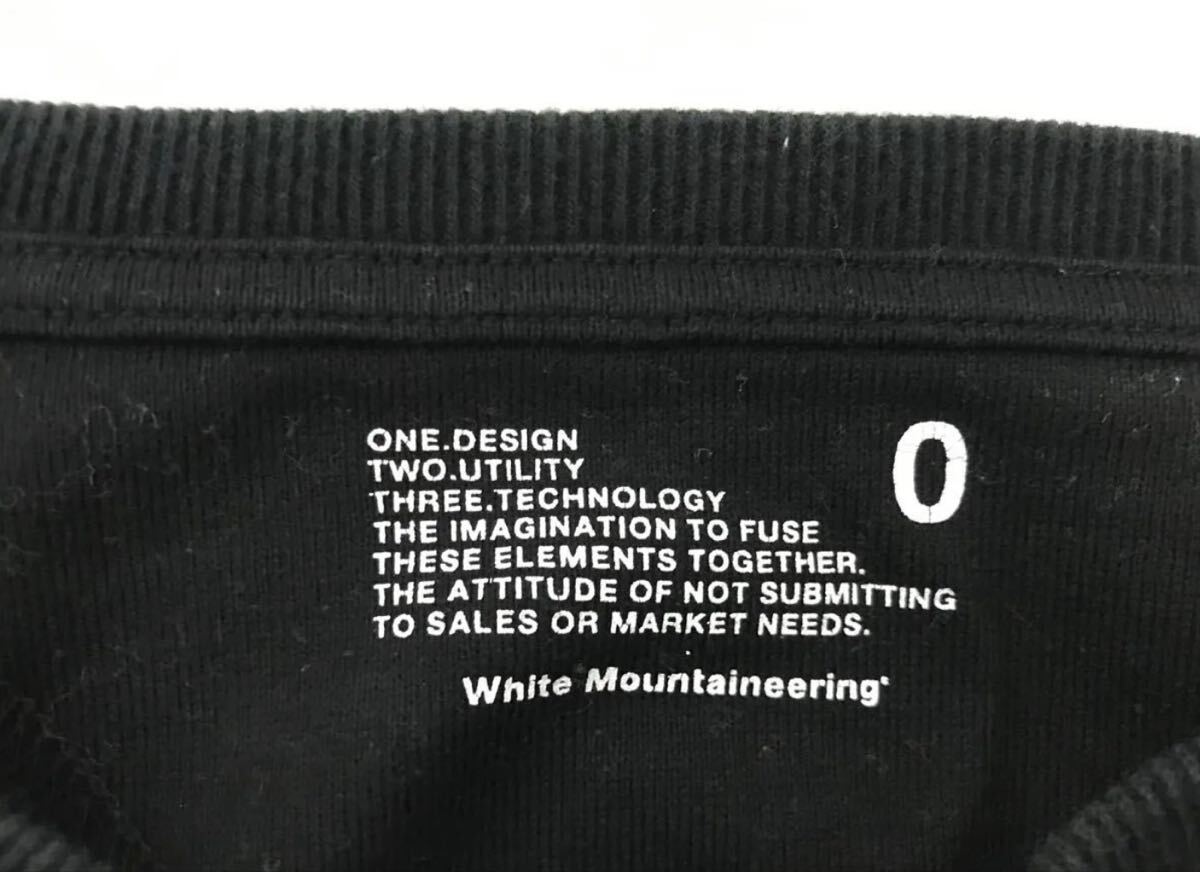 ONE.DESIGN
TWO.UTILITY
THREE.TECHNOLOGY
THE IMAGINATION TO FUSE
THESE ELEMENTS TOGETHER.
THE ATTITUDE OF NOT SUBMITTING
TO SALES OR MARKET NEEDS.
0
White Mountaineering